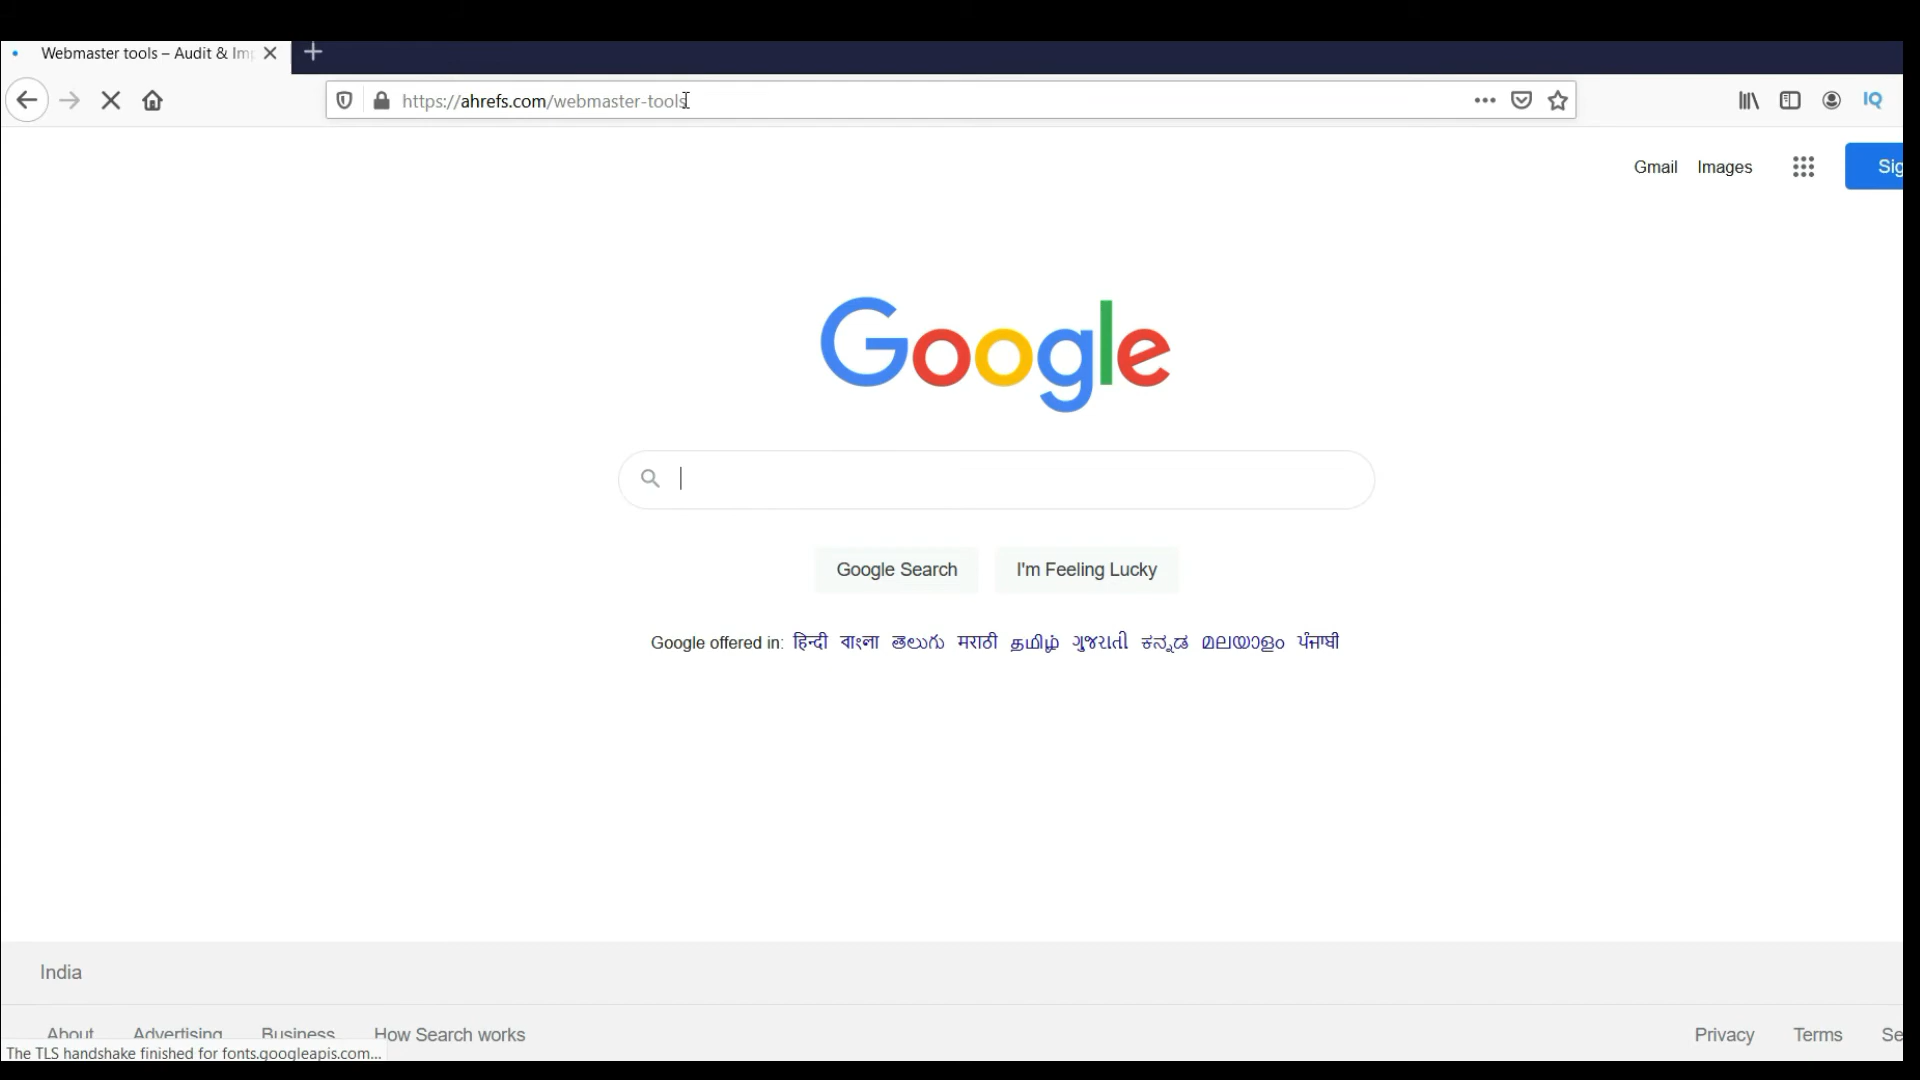 Webmaster tools – Audit & Im
https://ahrefs.com/webmaster-tools
IQ
Gmail Images Sig
Google
Google Search I'm Feeling Lucky
Google offered in: हिन्दी বাংলা తెలుగు मराठी தமிழ் ગુજરાતી ಕನ್ನಡ മലയാളം ਪੰਜਾਬੀ
India
About Advertising Business How Search works Privacy Terms Se
The TLS handshake finished for fonts.googleapis.com...